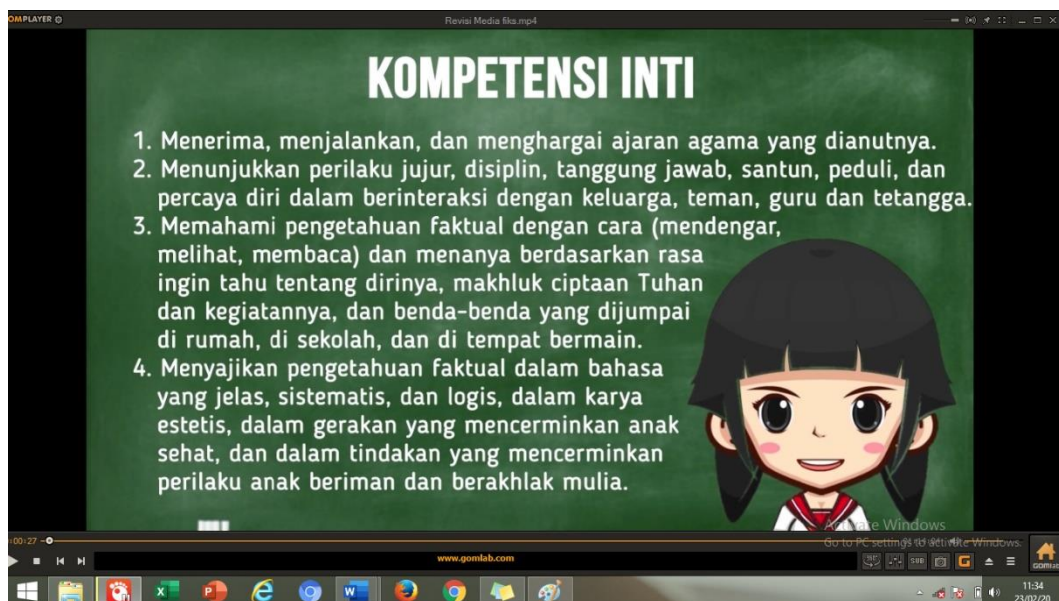 OMPLAYER
Revisi Media fiks.mp4
KOMPETENSI INTI
1. Menerima, menjalankan, dan menghargai ajaran agama yang dianutnya.
2. Menunjukkan perilaku jujur, disiplin, tanggung jawab, santun, peduli, dan
percaya diri dalam berinteraksi dengan keluarga, teman, guru dan tetangga.
3. Memahami pengetahuan faktual dengan cara (mendengar,
melihat, membaca) dan menanya berdasarkan rasa
ingin tahu tentang dirinya, makhluk ciptaan Tuhan
dan kegiatannya, dan benda-benda yang dijumpai
di rumah, di sekolah, dan di tempat bermain.
4. Menyajikan pengetahuan faktual dalam bahasa
yang jelas, sistematis, dan logis, dalam karya
estetis, dalam gerakan yang mencerminkan anak
sehat, dan dalam tindakan yang mencerminkan
perilaku anak beriman dan berakhlak mulia.
Activate Windows
Go to PC settings to activate Windows.
00:27
www.gomlab.com
SUB
11:34
23/02/20